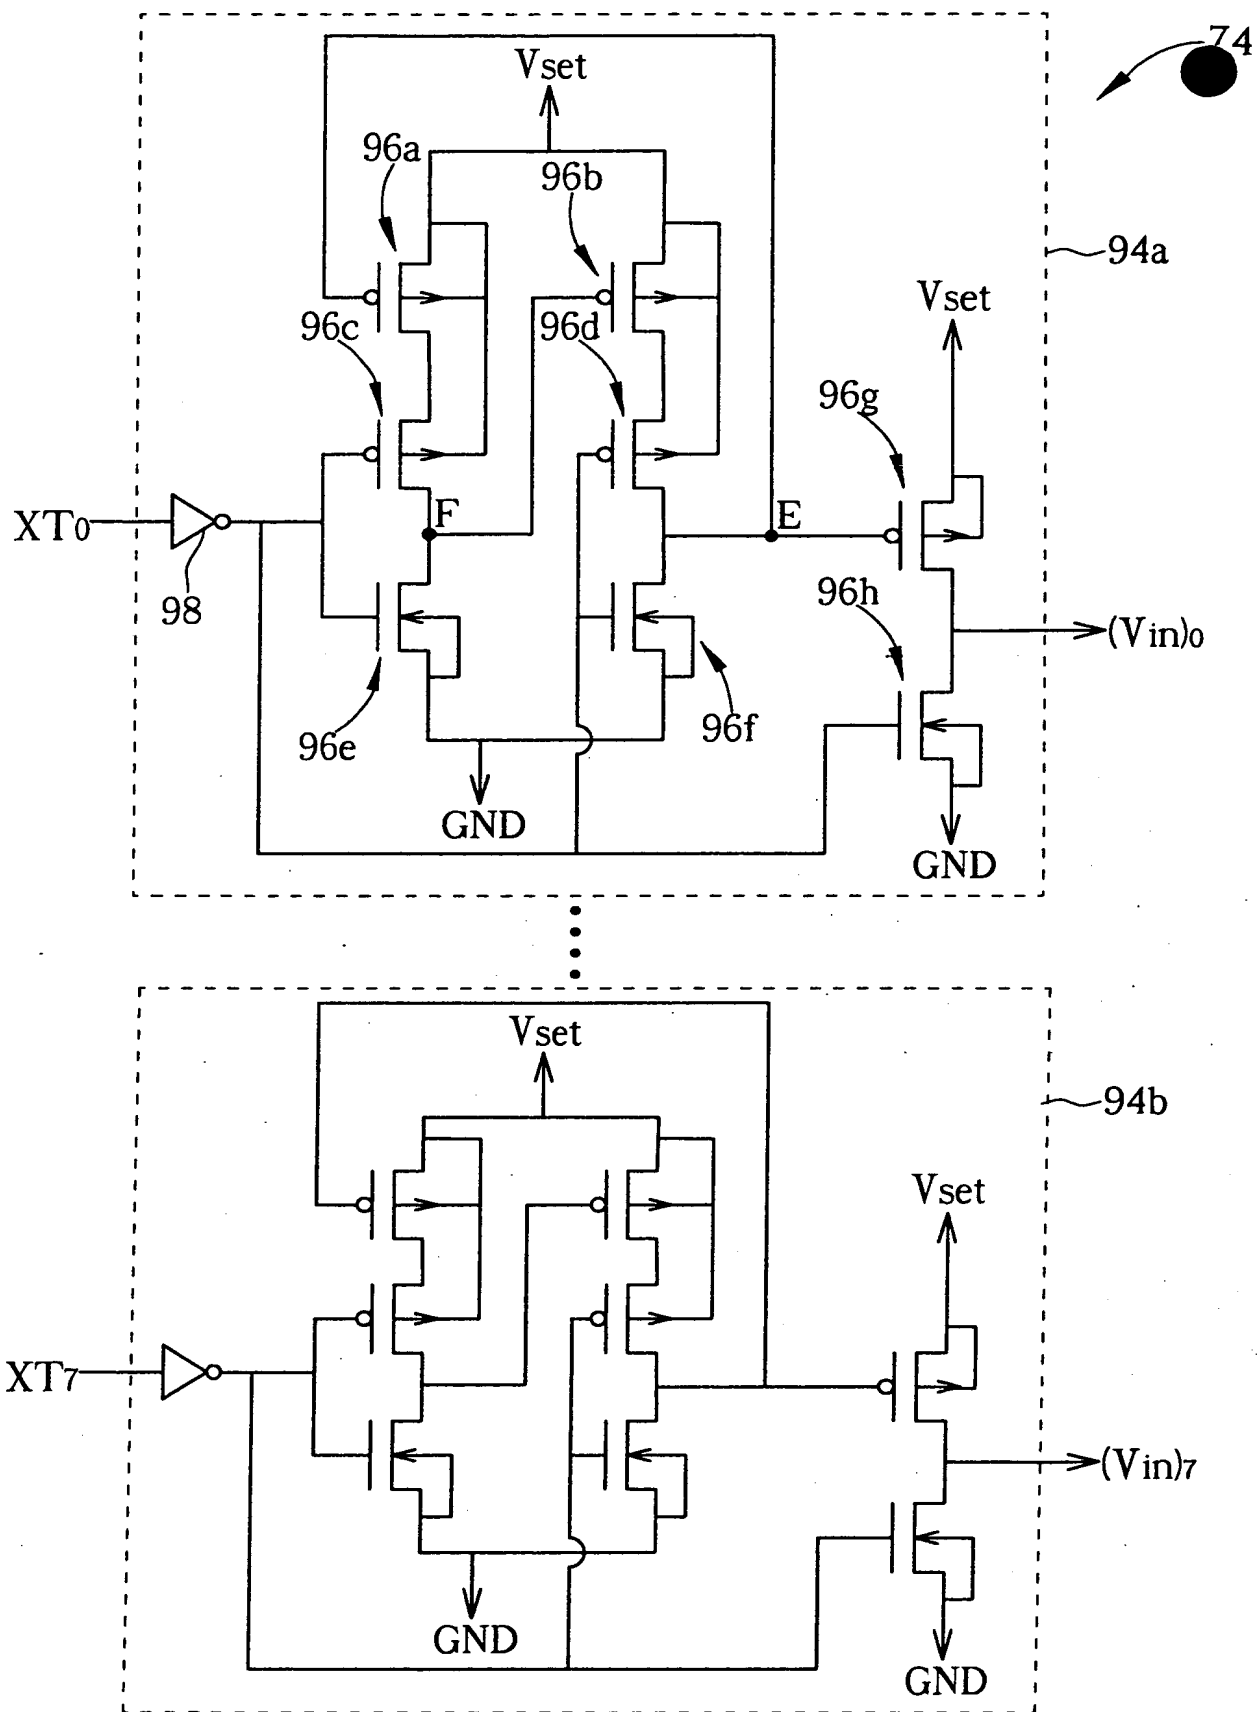 74
Vset
96a
96b
94a
Vset
96c
96d
96g
XT0
F
E
98
96h
(Vin)0
96e
96f
GND
GND
Vset
94b
Vset
XT7
(Vin)7
GND
GND